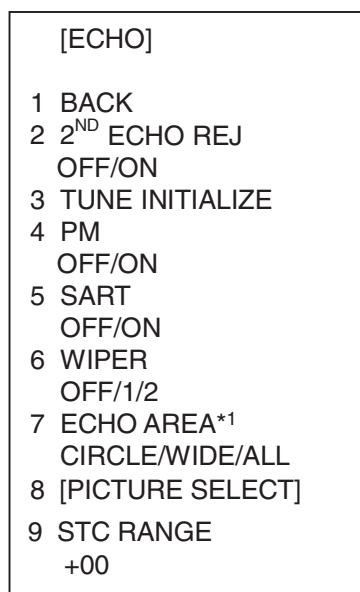 [ECHO]
1 BACK
2 2ND ECHO REJ
OFF/ON
3 TUNE INITIALIZE
4 PM
OFF/ON
5 SART
OFF/ON
6 WIPER
OFF/1/2
7 ECHO AREA*1
CIRCLE/WIDE/ALL
8 [PICTURE SELECT]
9 STC RANGE
+00